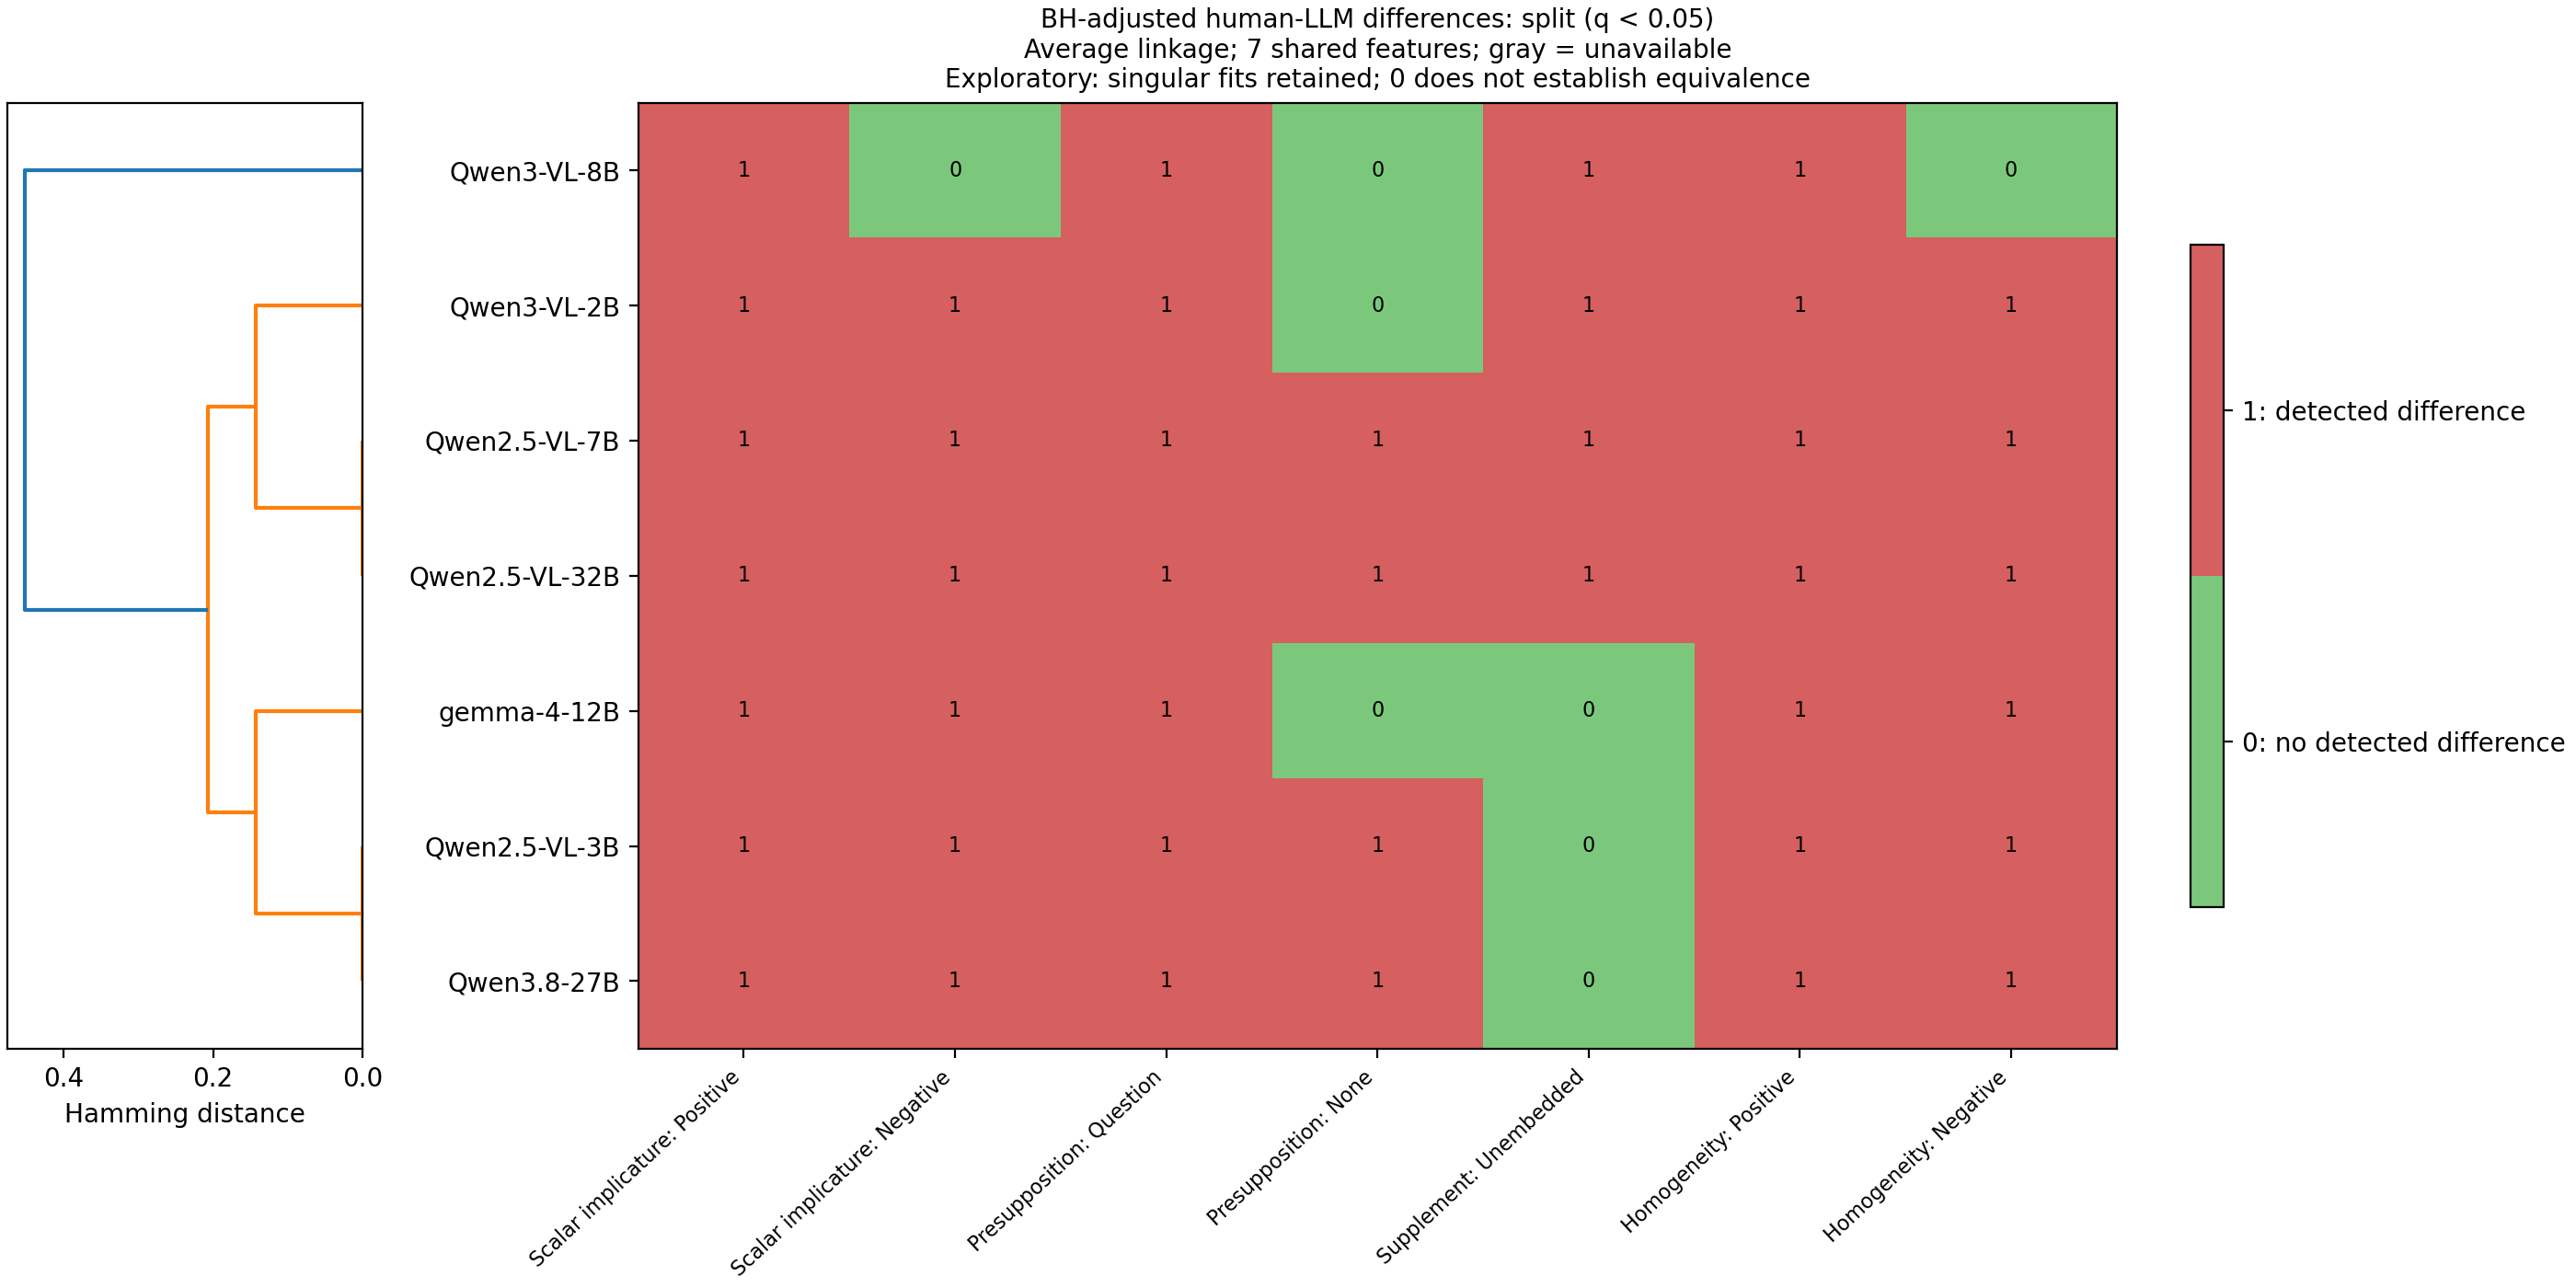 BH-adjusted human-LLM differences: split (q < 0.05)
Average linkage; 7 shared features; gray = unavailable
Exploratory: singular fits retained; 0 does not establish equivalence
Qwen3-VL-8B 1 0 1 0 1 1 0
Qwen3-VL-2B 1 1 1 0 1 1 1
Qwen2.5-VL-7B 1 1 1 1 1 1 1
Qwen2.5-VL-32B 1 1 1 1 1 1 1
gemma-4-12B 1 1 1 0 0 1 1
Qwen2.5-VL-3B 1 1 1 1 0 1 1
Qwen3.8-27B 1 1 1 1 0 1 1
1: detected difference
0: no detected difference
0.4 0.2 0.0
Hamming distance
Scalar implicature: Positive
Scalar implicature: Negative
Presupposition: Question
Presupposition: None
Supplement: Unembedded
Homogeneity: Positive
Homogeneity: Negative